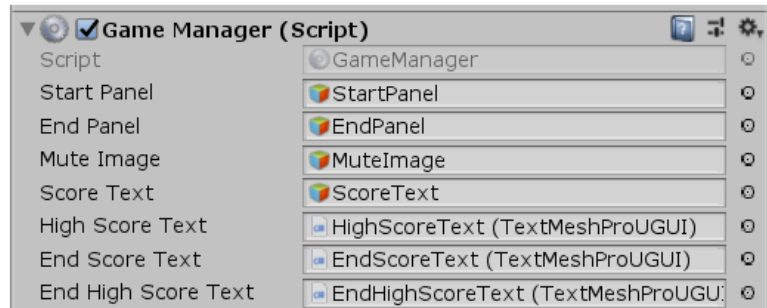 Game Manager (Script)
Script GameManager
Start Panel StartPanel
End Panel EndPanel
Mute Image MuteImage
Score Text ScoreText
High Score Text HighScoreText (TextMeshProUGUI)
End Score Text EndScoreText (TextMeshProUGUI)
End High Score Text EndHighScoreText (TextMeshProUGU